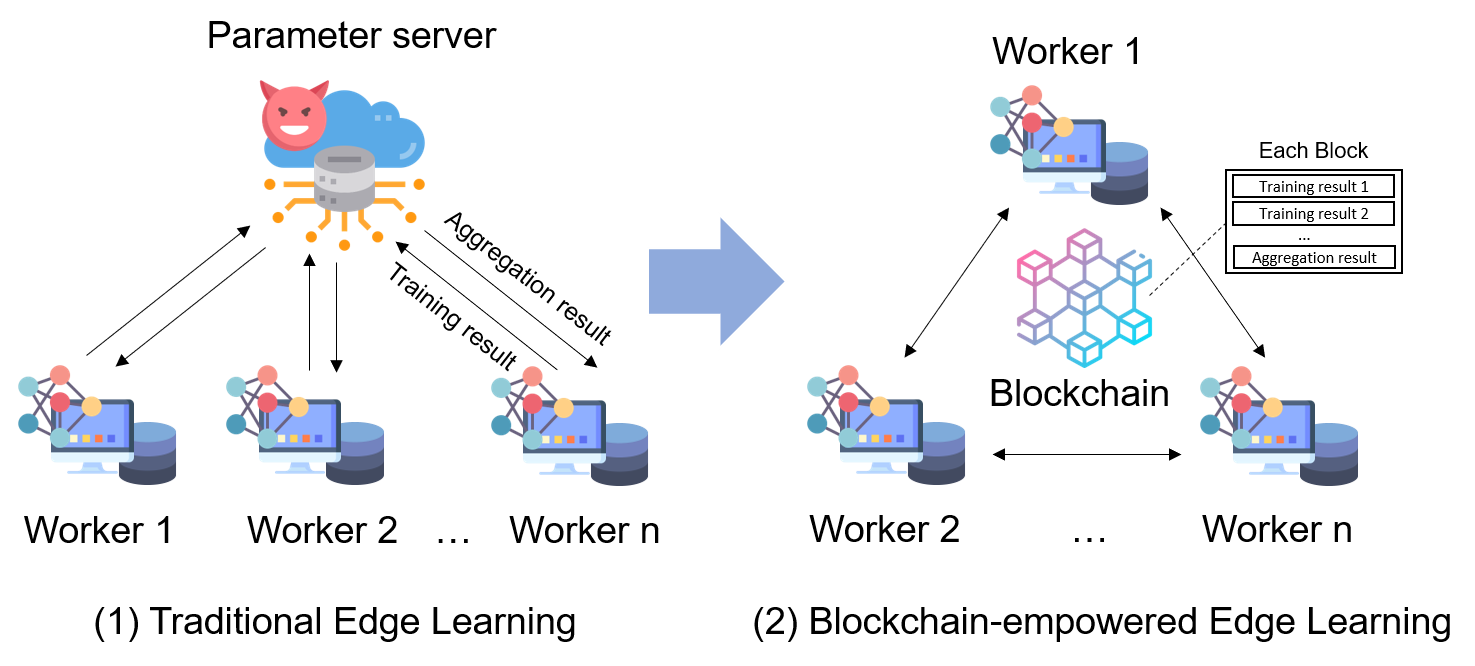 Parameter server
Aggregation result
Training result
Worker 1
Worker 2
...
Worker n
(1) Traditional Edge Learning
Worker 1
Each Block
Training result 1
Training result 2
...
Aggregation result
Blockchain
Worker 2
...
Worker n
(2) Blockchain-empowered Edge Learning